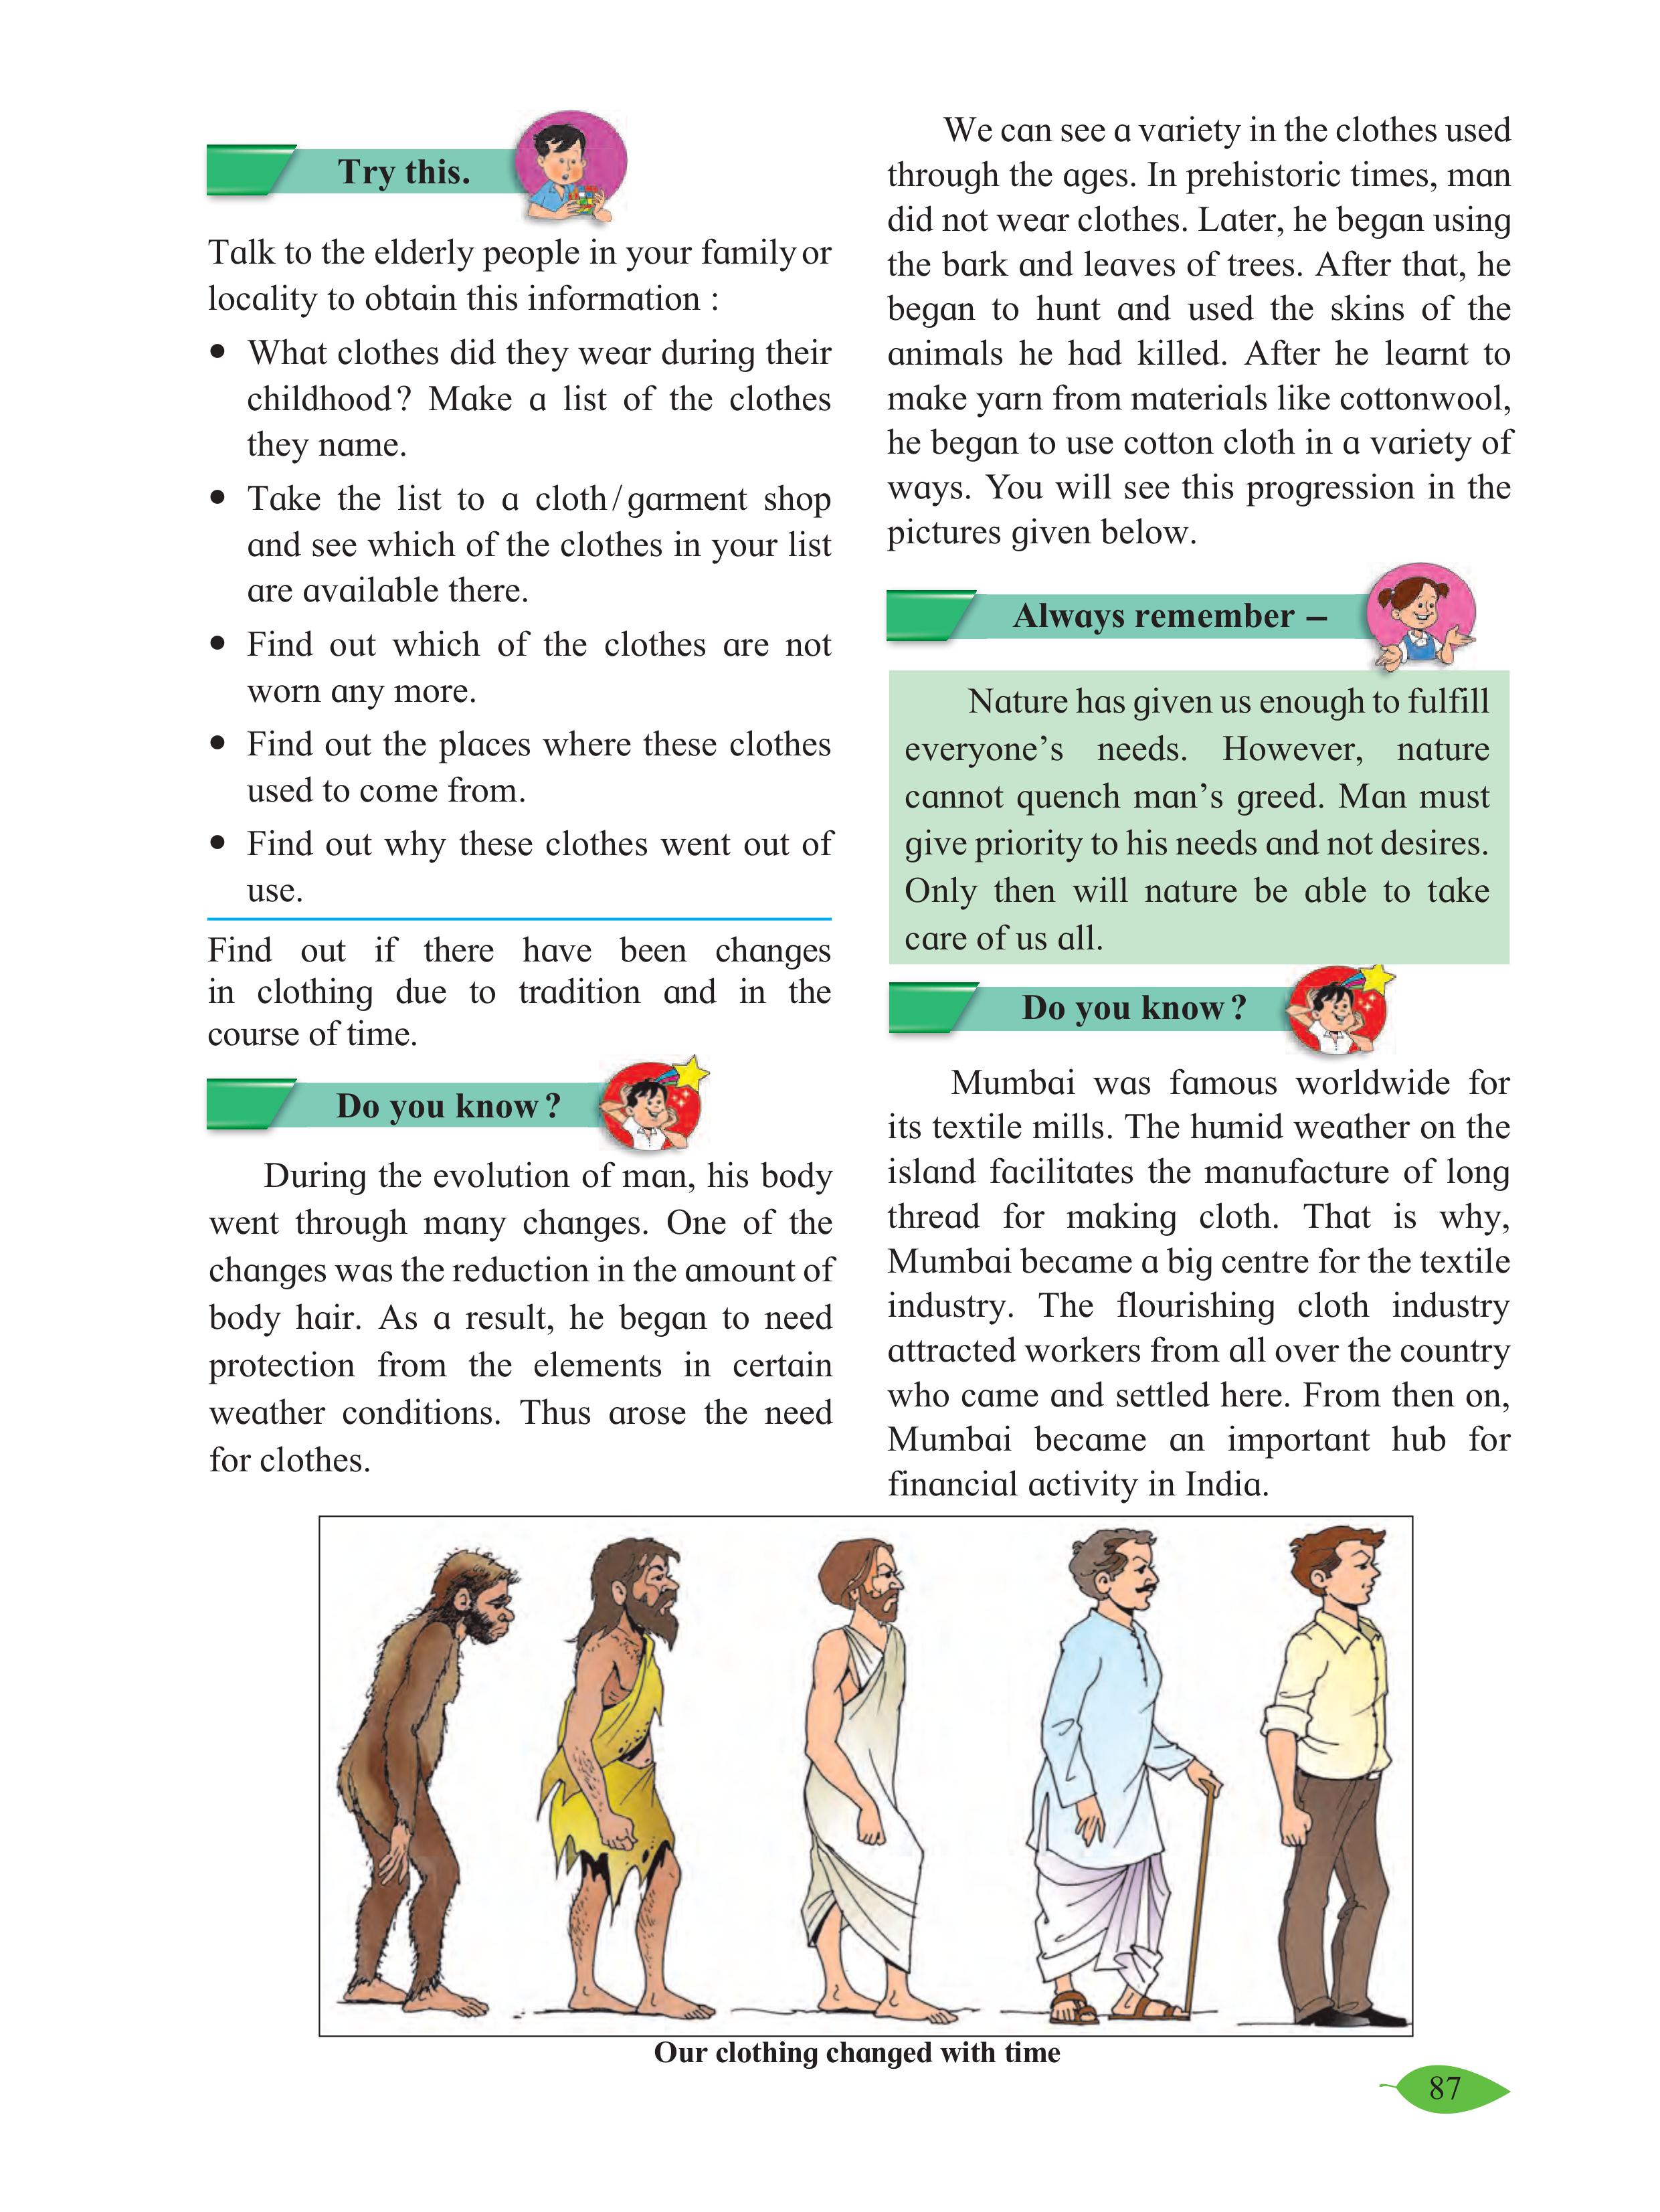 Try this.
Talk to the elderly people in your family or
locality to obtain this information :
• What clothes did they wear during their
childhood? Make a list of the clothes
they name.
• Take the list to a cloth/garment shop
and see which of the clothes in your list
are available there.
• Find out which of the clothes are not
worn any more.
• Find out the places where these clothes
used to come from.
• Find out why these clothes went out of
use.
Find out if there have been changes
in clothing due to tradition and in the
course of time.
Do you know?
During the evolution of man, his body
went through many changes. One of the
changes was the reduction in the amount of
body hair. As a result, he began to need
protection from the elements in certain
weather conditions. Thus arose the need
for clothes.
We can see a variety in the clothes used
through the ages. In prehistoric times, man
did not wear clothes. Later, he began using
the bark and leaves of trees. After that, he
began to hunt and used the skins of the
animals he had killed. After he learnt to
make yarn from materials like cottonwool,
he began to use cotton cloth in a variety of
ways. You will see this progression in the
pictures given below.
Always remember –
Nature has given us enough to fulfill
everyone's needs. However, nature
cannot quench man's greed. Man must
give priority to his needs and not desires.
Only then will nature be able to take
care of us all.
Do you know?
Mumbai was famous worldwide for
its textile mills. The humid weather on the
island facilitates the manufacture of long
thread for making cloth. That is why,
Mumbai became a big centre for the textile
industry. The flourishing cloth industry
attracted workers from all over the country
who came and settled here. From then on,
Mumbai became an important hub for
financial activity in India.
Our clothing changed with time
87